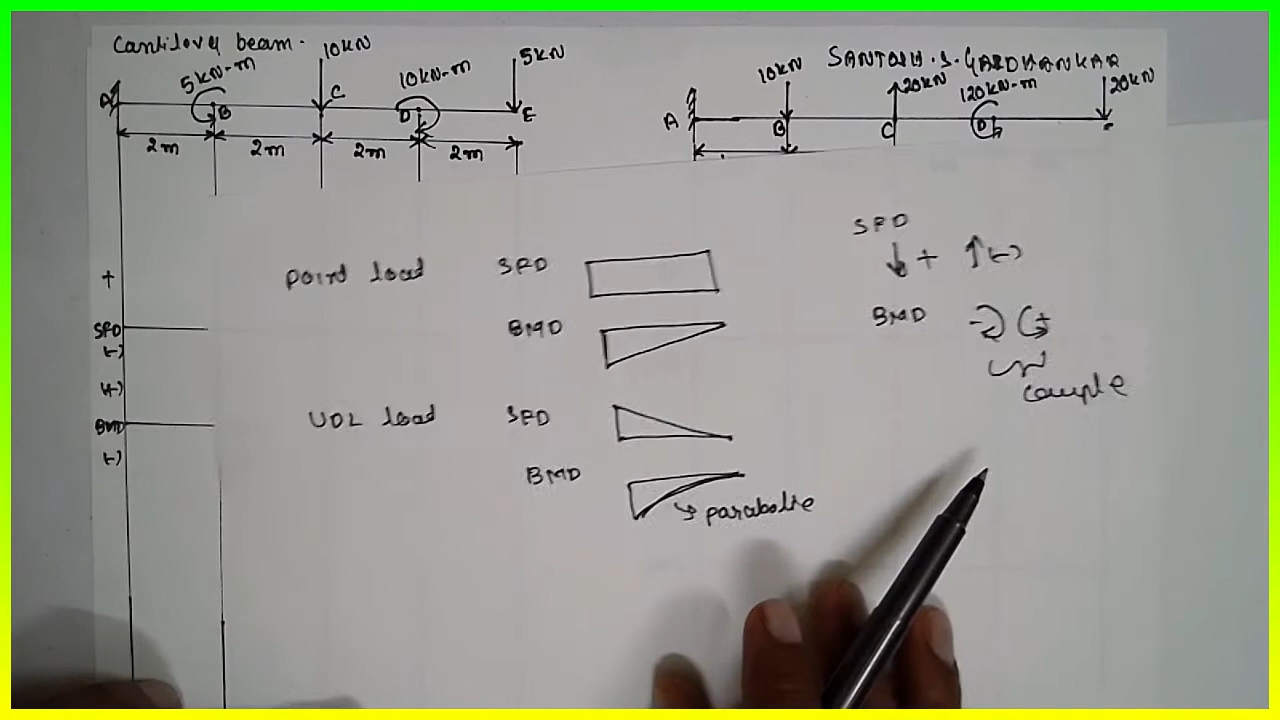 Cantilever beam.
10KN
5KN-m
10KN-m
5KN
A
B
C
D
E
2m
2m
2m
2m
SANTOSH.S.GARDHANKAR
10KN
20KN
120KN-m
20KN
A
B
C
D
+
SFD
(-)
(+)
BMD
(-)
Point load SFD
BMD
UDL load SFD
BMD
parabolic
SFD
+ (-)
BMD - +
couple